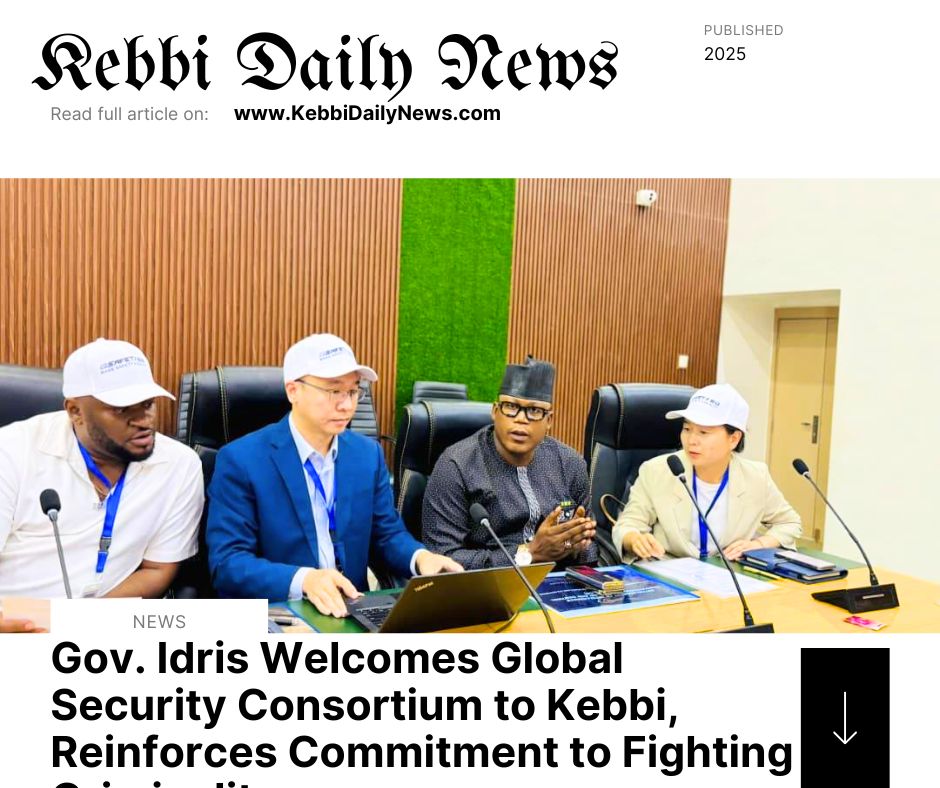 Kebbi Daily News
PUBLISHED
2025
Read full article on: www.KebbiDailyNews.com
NEWS
Gov. Idris Welcomes Global
Security Consortium to Kebbi,
Reinforces Commitment to Fighting